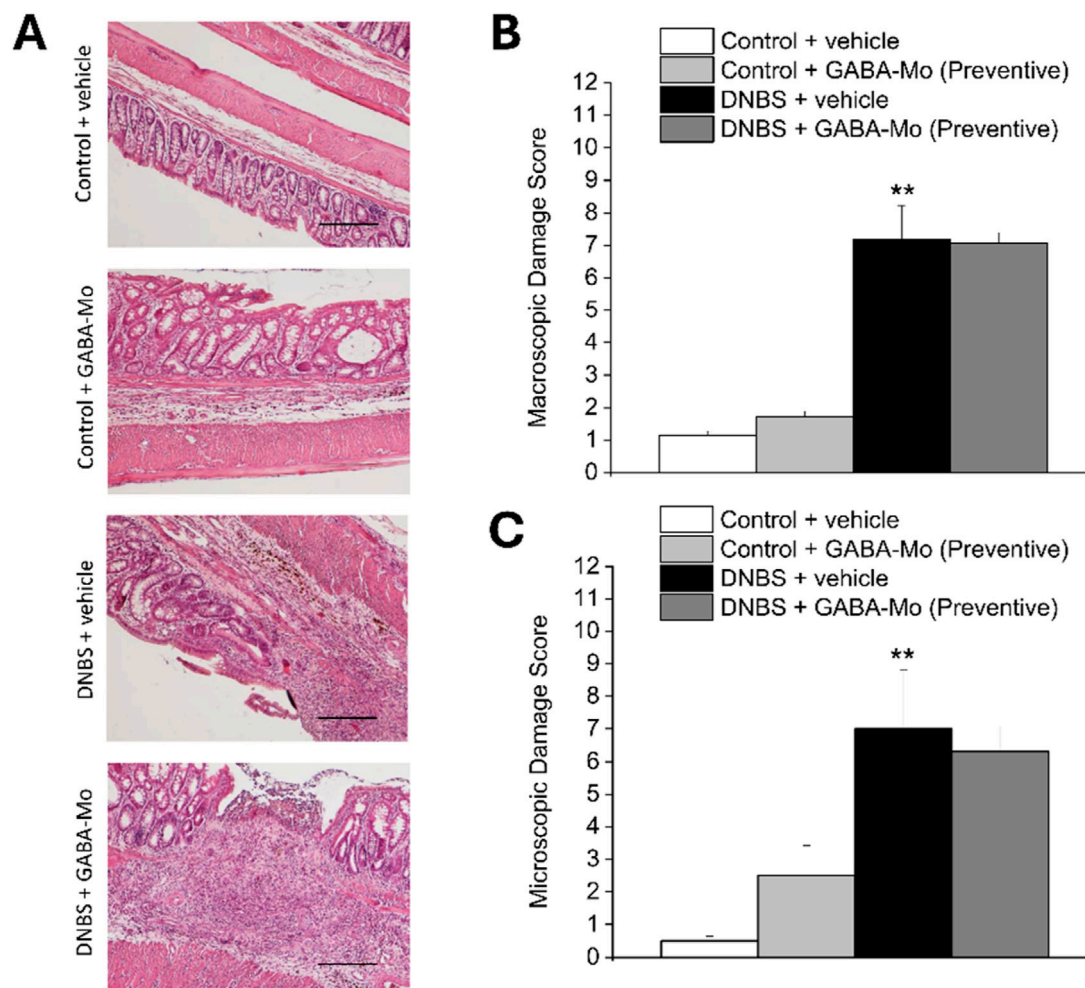 A
Control + vehicle
Control + GABA-Mo
DNBS + vehicle
DNBS + GABA-Mo
B
Control + vehicle
Control + GABA-Mo (Preventive)
DNBS + vehicle
DNBS + GABA-Mo (Preventive)
Macroscopic Damage Score
12
11
10
9
8
7
6
5
4
3
2
1
0
**
C
Control + vehicle
Control + GABA-Mo (Preventive)
DNBS + vehicle
DNBS + GABA-Mo (Preventive)
Microscopic Damage Score
12
11
10
9
8
7
6
5
4
3
2
1
0
**